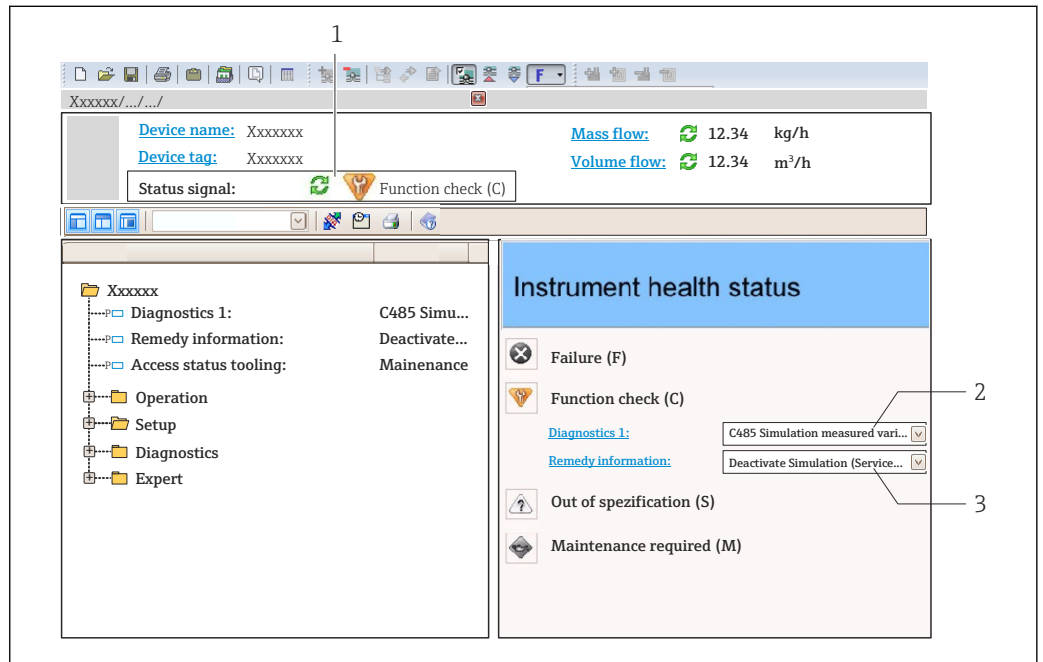 1
F
Xxxxxx/.../.../
Device name: Xxxxxxx
Mass flow: 12.34 kg/h
Device tag: Xxxxxxx
Volume flow: 12.34 m³/h
Status signal: Function check (C)
Xxxxxx
Diagnostics 1: C485 Simu...
Remedy information: Deactivate...
Access status tooling: Mainenance
Operation
Setup
Diagnostics
Expert
Instrument health status
Failure (F)
Function check (C)
2
Diagnostics 1: C485 Simulation measured vari...
Remedy information: Deactivate Simulation (Service...
Out of spezification (S)
3
Maintenance required (M)